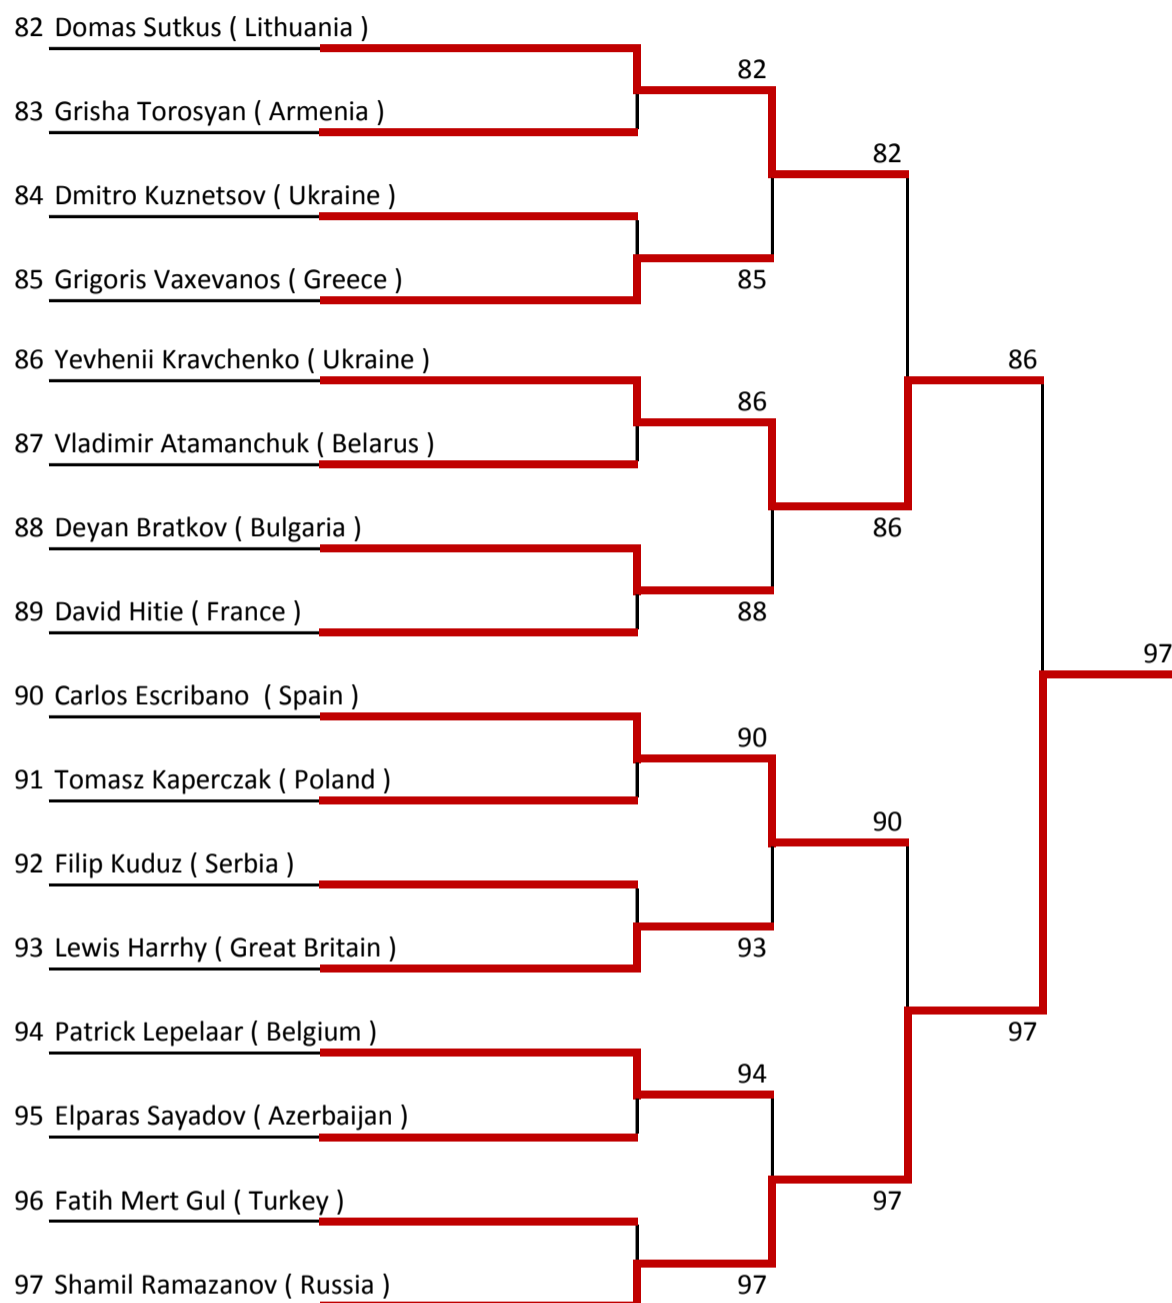 82 Domas Sutkus ( Lithuania )
82
83 Grisha Torosyan ( Armenia )
82
84 Dmitro Kuznetsov ( Ukraine )
85 Grigoris Vaxevanos ( Greece )
85
86 Yevhenii Kravchenko ( Ukraine )
86
86
87 Vladimir Atamanchuk ( Belarus )
88 Deyan Bratkov ( Bulgaria )
86
89 David Hitie ( France )
88
97
90 Carlos Escribano ( Spain )
90
91 Tomasz Kaperczak ( Poland )
90
92 Filip Kuduz ( Serbia )
93 Lewis Harrhy ( Great Britain )
93
94 Patrick Lepelaar ( Belgium )
97
94
95 Elparas Sayadov ( Azerbaijan )
96 Fatih Mert Gul ( Turkey )
97
97 Shamil Ramazanov ( Russia )
97